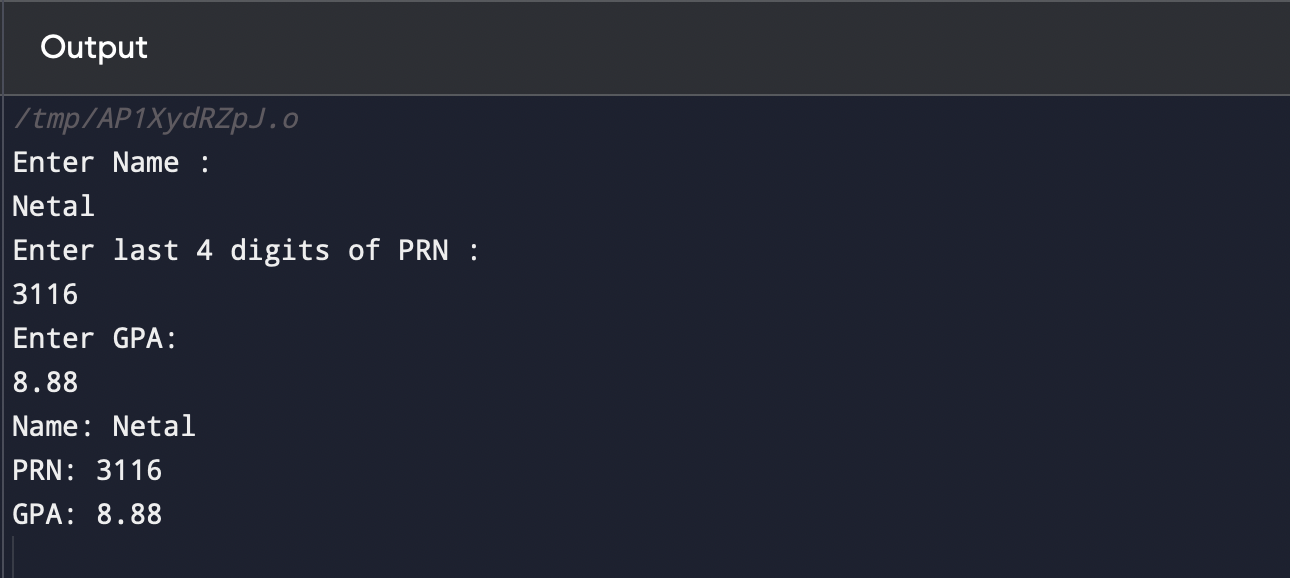 Output
/tmp/AP1XydRZpJ.o
Enter Name :
Netal
Enter last 4 digits of PRN :
3116
Enter GPA:
8.88
Name: Netal
PRN: 3116
GPA: 8.88